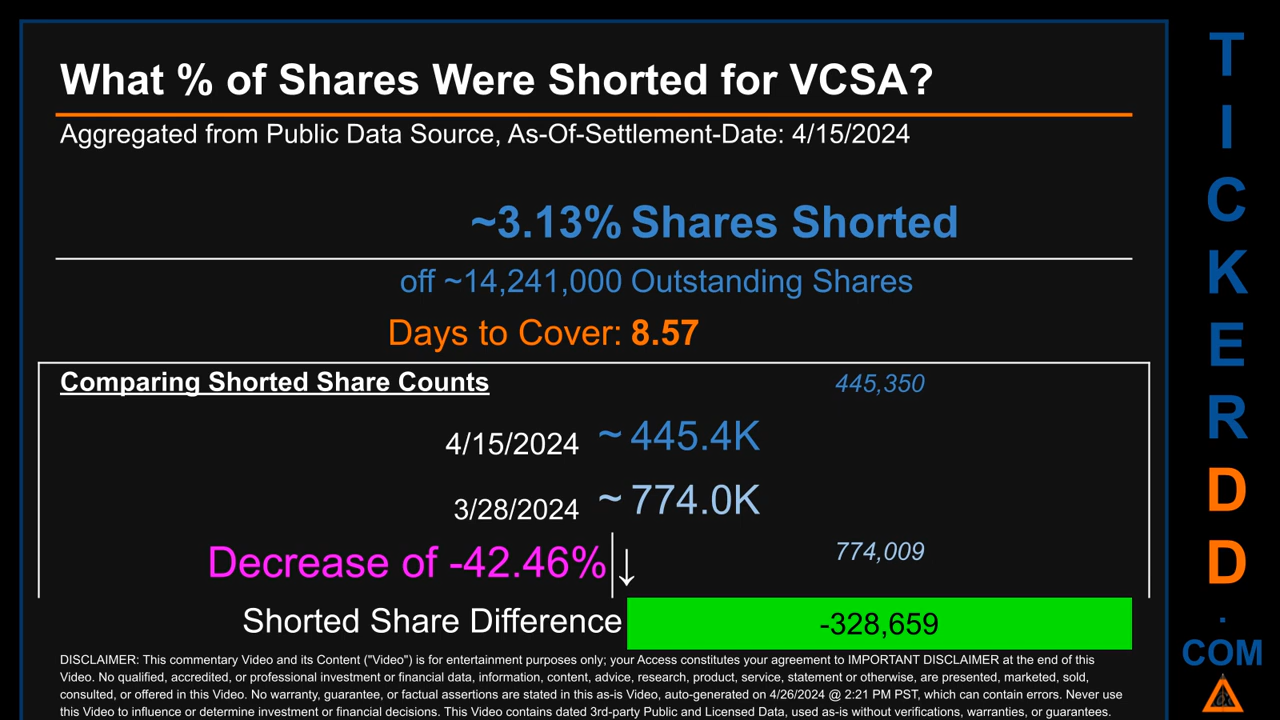 What % of Shares Were Shorted for VCSA?
Aggregated from Public Data Source, As-Of-Settlement-Date: 4/15/2024
~3.13% Shares Shorted
off ~14,241,000 Outstanding Shares
Days to Cover: 8.57
Comparing Shorted Share Counts
445,350
4/15/2024 ~ 445.4K
3/28/2024 ~ 774.0K
Decrease of -42.46% ↓
774,009
Shorted Share Difference -328,659
DISCLAIMER: This commentary Video and its Content ("Video") is for entertainment purposes only; your Access constitutes your agreement to IMPORTANT DISCLAIMER at the end of this
Video. No qualified, accredited, or professional investment or financial data, information, content, advice, research, product, service, statement or otherwise, are presented, marketed, sold,
consulted, or offered in this Video. No warranty, guarantee, or factual assertions are stated in this as-is Video, auto-generated on 4/26/2024 @ 2:21 PM PST, which can contain errors. Never use
this Video to influence or determine investment or financial decisions. This Video contains dated 3rd-party Public and Licensed Data, used as-is without verifications, warranties, or guarantees.
T
I
C
K
E
R
D
D
.
COM